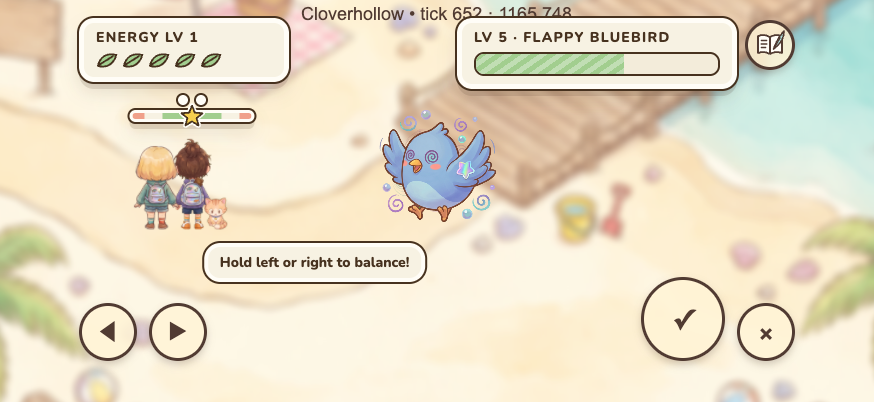 Cloverhollow • tick 652 · 1165,748
ENERGY LV 1
LV 5 · FLAPPY BLUEBIRD
Hold left or right to balance!